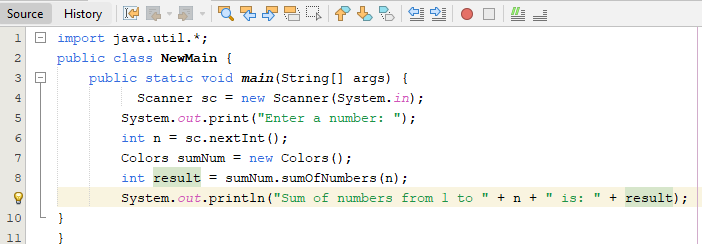 Source History
1 import java.util.*;
2 public class NewMain {
3 public static void main(String[] args) {
4 Scanner sc = new Scanner(System.in);
5 System.out.print("Enter a number: ");
6 int n = sc.nextInt();
7 Colors sumNum = new Colors();
8 int result = sumNum.sumOfNumbers(n);
System.out.println("Sum of numbers from 1 to " + n + " is: " + result);
10 }
11 }